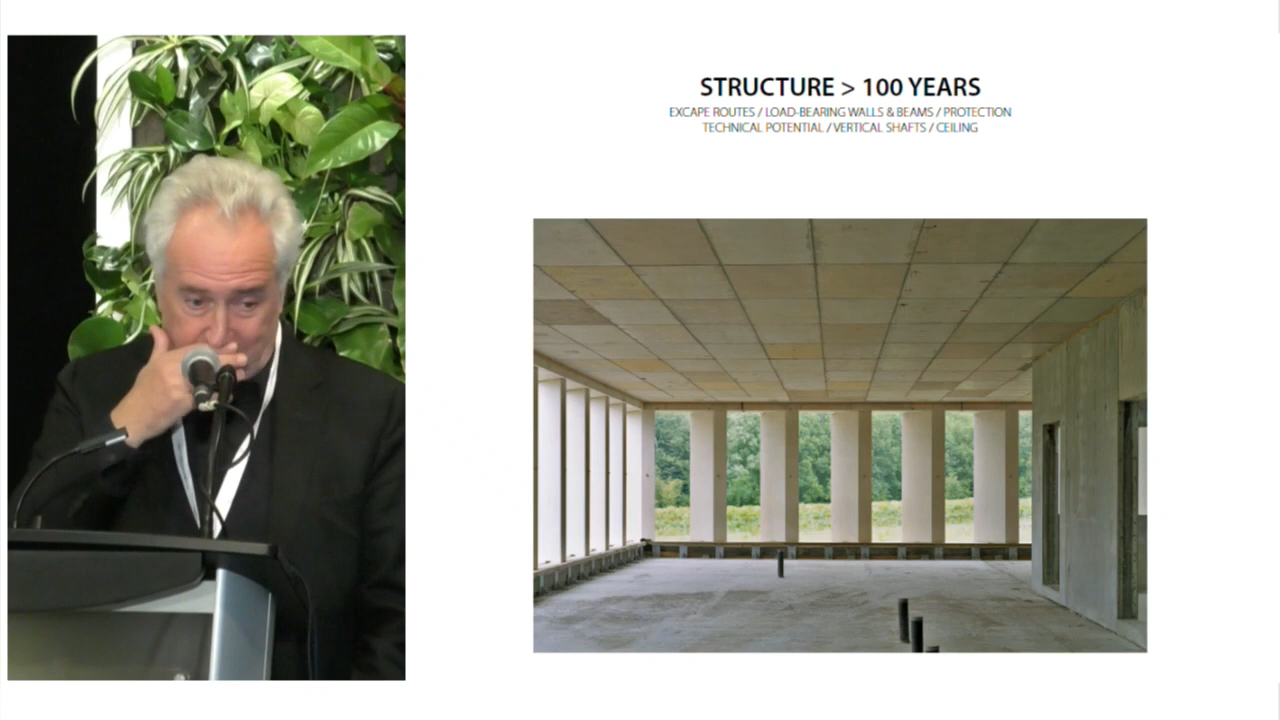 STRUCTURE > 100 YEARS
EXCAPE ROUTES / LOAD-BEARING WALLS & BEAMS / PROTECTION
TECHNICAL POTENTIAL / VERTICAL SHAFTS / CEILING